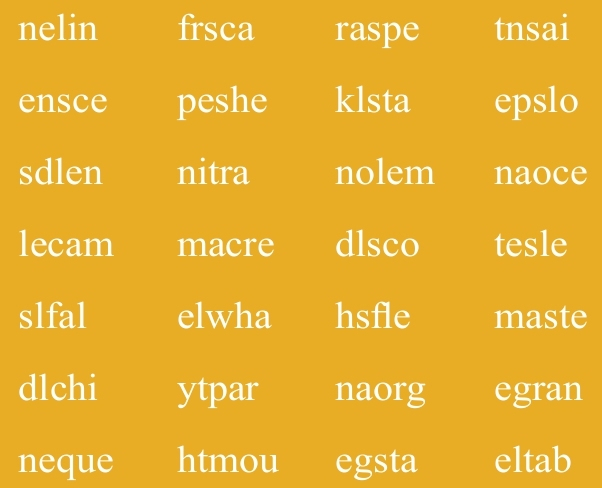 nelin frsca raspe tnsai
ensce peshe klsta epslo
sdlen nitra nolem naoce
lecam macre dlsco tesle
slfal elwha hsfle maste
dlchi ytpar naorg egran
neque htmou egsta eltab